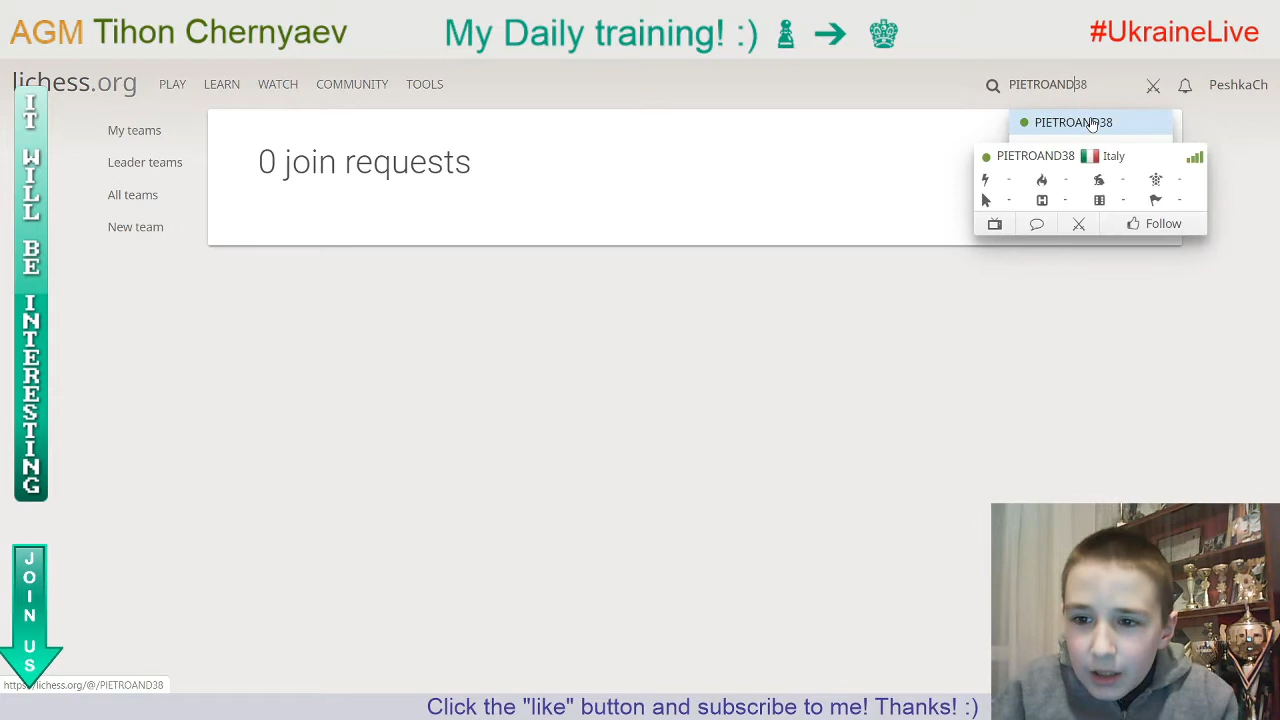 AGM Tihon Chernyaev
My Daily training! :)
#UkraineLive
lichess.org
PLAY LEARN WATCH COMMUNITY TOOLS
PIETROAND38
PeshkaCh
IT WILL BE INTERESTING
JOIN US
My teams
Leader teams
All teams
New team
0 join requests
PIETROAND38
PIETROAND38 Italy
- - - -
- - - -
Follow
https://lichess.org/@/PIETROAND38
Click the "like" button and subscribe to me! Thanks! :)